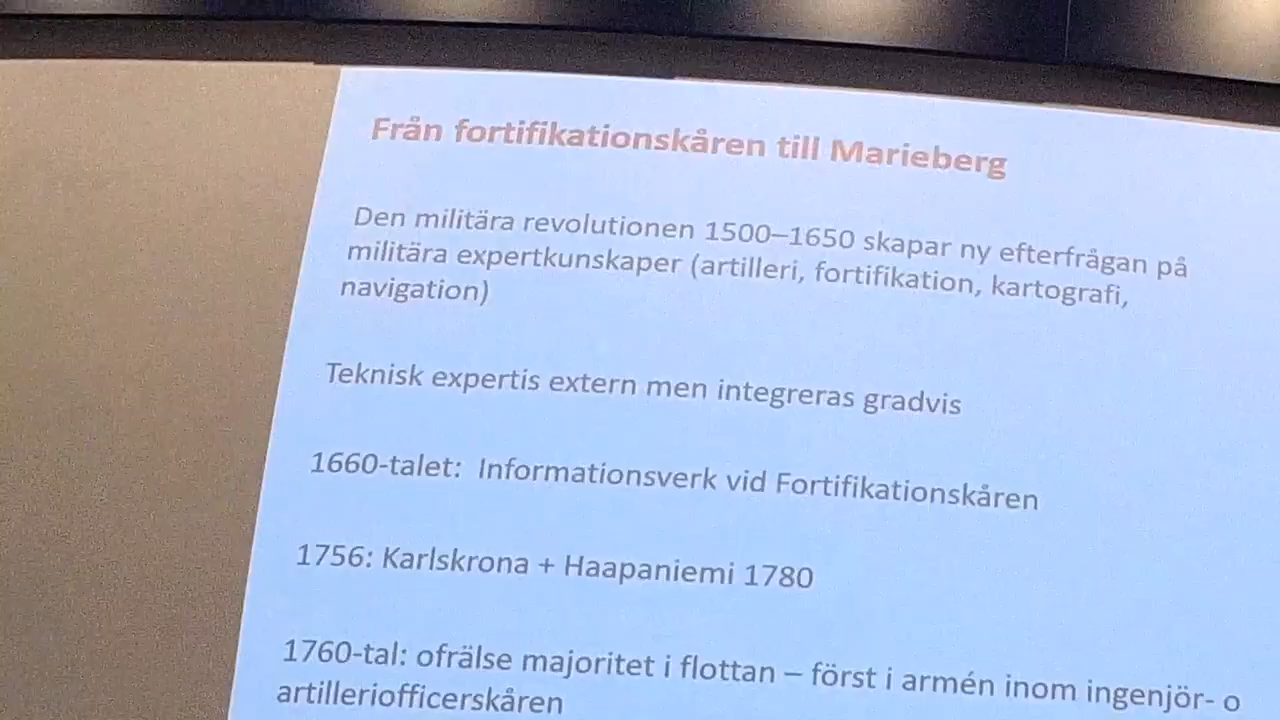 Från fortifikationskåren till Marieberg
Den militära revolutionen 1500–1650 skapar ny efterfrågan på
militära expertkunskaper (artilleri, fortifikation, kartografi,
navigation)
Teknisk expertis extern men integreras gradvis
1660-talet: Informationsverk vid Fortifikationskåren
1756: Karlskrona + Haapaniemi 1780
1760-tal: ofrälse majoritet i flottan – först i armén inom ingenjör- o
artilleriofficerskåren